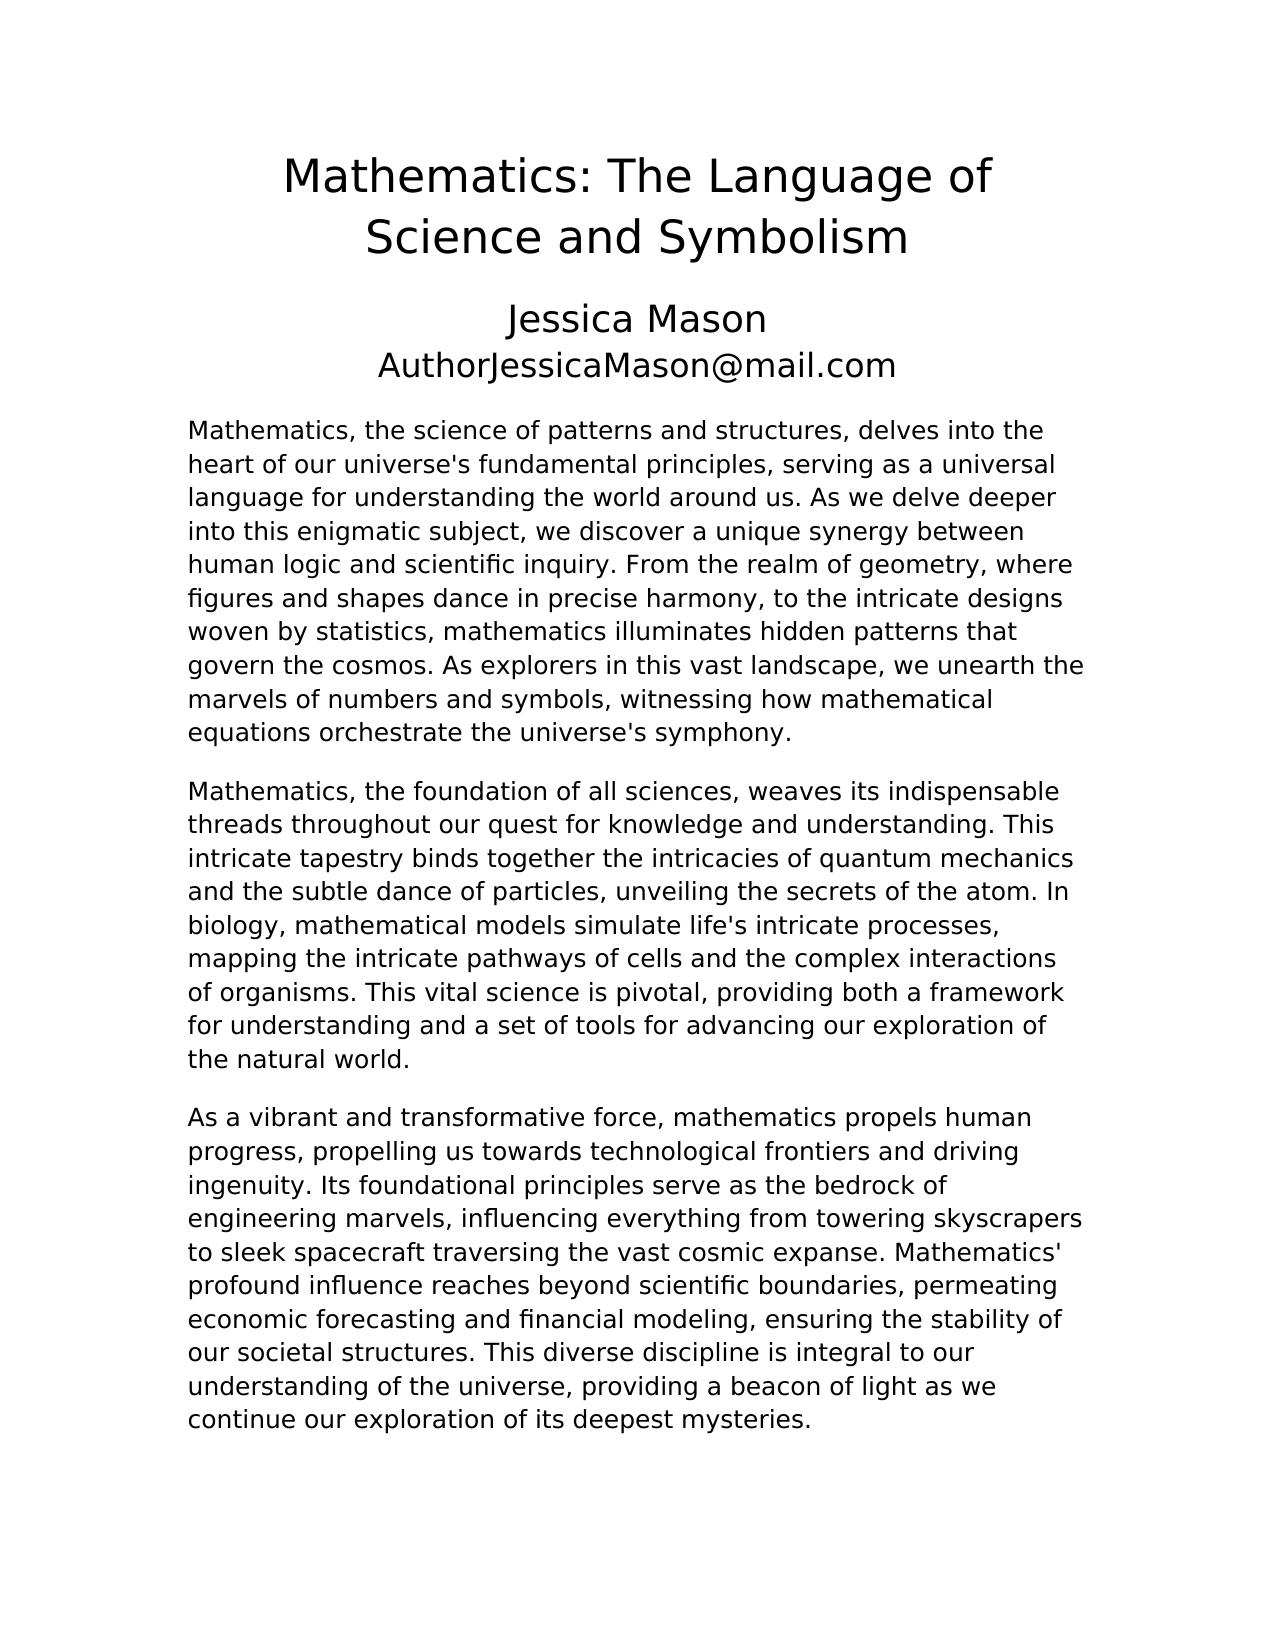 Mathematics: The Language of
Science and Symbolism
Jessica Mason
AuthorJessicaMason@mail.com
Mathematics, the science of patterns and structures, delves into the
heart of our universe's fundamental principles, serving as a universal
language for understanding the world around us. As we delve deeper
into this enigmatic subject, we discover a unique synergy between
human logic and scientific inquiry. From the realm of geometry, where
figures and shapes dance in precise harmony, to the intricate designs
woven by statistics, mathematics illuminates hidden patterns that
govern the cosmos. As explorers in this vast landscape, we unearth the
marvels of numbers and symbols, witnessing how mathematical
equations orchestrate the universe's symphony.
Mathematics, the foundation of all sciences, weaves its indispensable
threads throughout our quest for knowledge and understanding. This
intricate tapestry binds together the intricacies of quantum mechanics
and the subtle dance of particles, unveiling the secrets of the atom. In
biology, mathematical models simulate life's intricate processes,
mapping the intricate pathways of cells and the complex interactions
of organisms. This vital science is pivotal, providing both a framework
for understanding and a set of tools for advancing our exploration of
the natural world.
As a vibrant and transformative force, mathematics propels human
progress, propelling us towards technological frontiers and driving
ingenuity. Its foundational principles serve as the bedrock of
engineering marvels, influencing everything from towering skyscrapers
to sleek spacecraft traversing the vast cosmic expanse. Mathematics'
profound influence reaches beyond scientific boundaries, permeating
economic forecasting and financial modeling, ensuring the stability of
our societal structures. This diverse discipline is integral to our
understanding of the universe, providing a beacon of light as we
continue our exploration of its deepest mysteries.